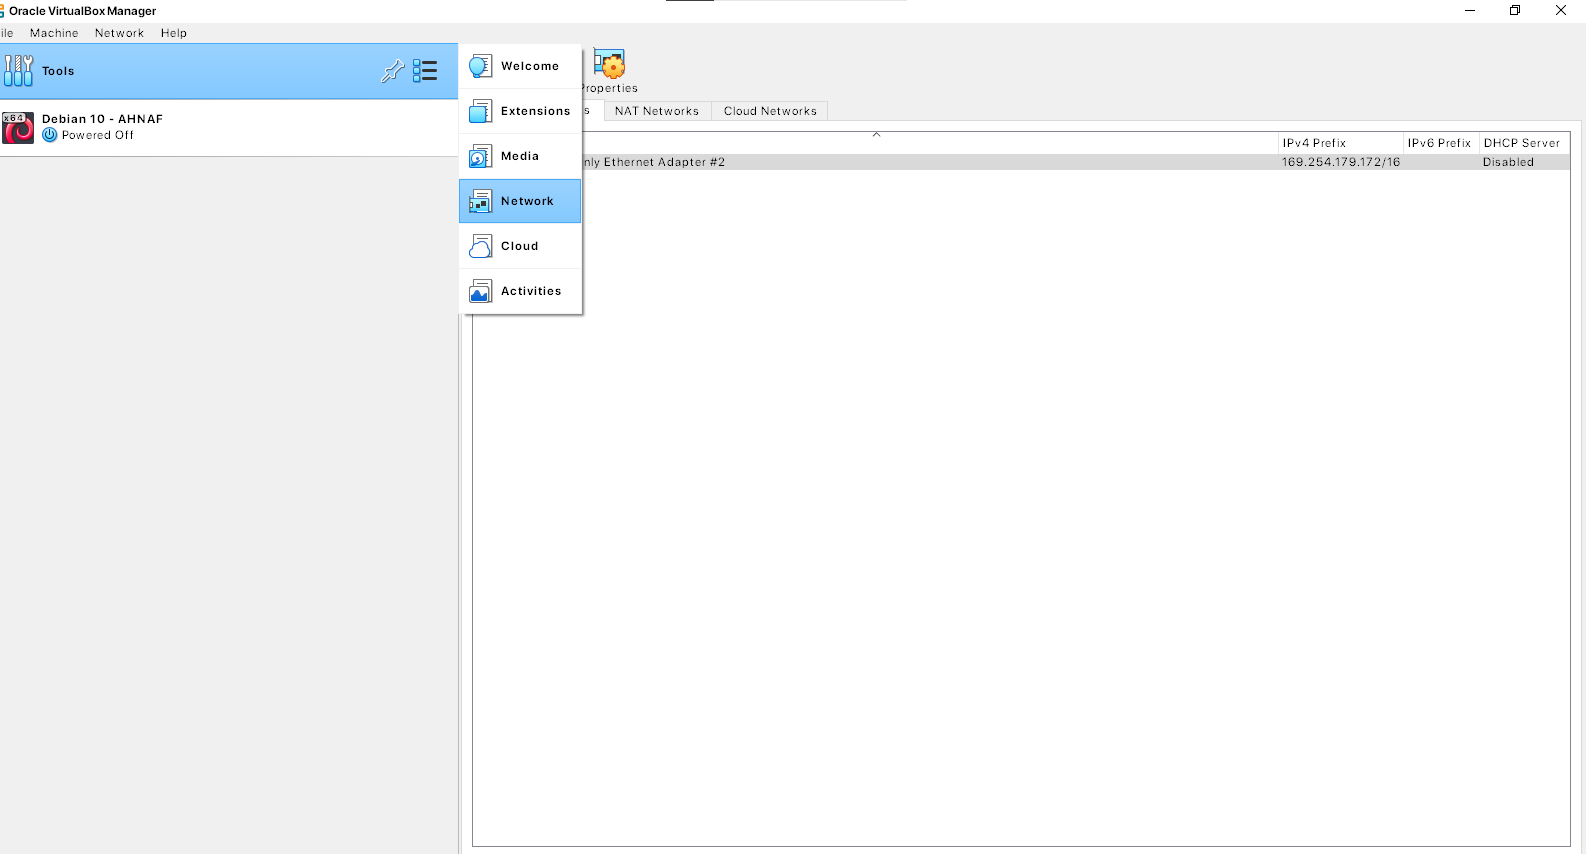 Oracle VirtualBox Manager
ile Machine Network Help
Tools
x64
Debian 10 - AHNAF
Powered Off
Welcome
Extensions
Media
Network
Cloud
Activities
Properties
s NAT Networks Cloud Networks
IPv4 Prefix IPv6 Prefix DHCP Server
nly Ethernet Adapter #2 169.254.179.172/16 Disabled